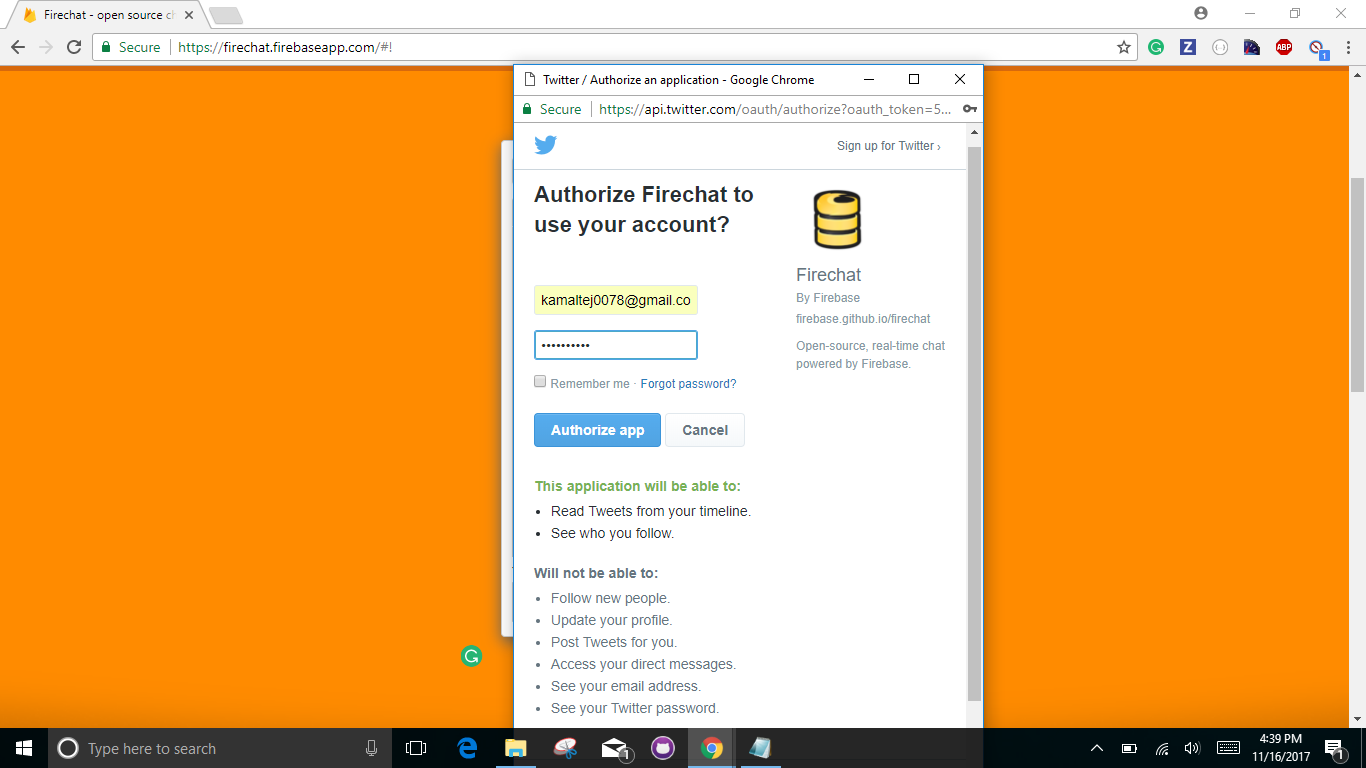 Firechat - open source ch
Secure
https://firechat.firebaseapp.com/#!
Z
ABP
1
Twitter / Authorize an application - Google Chrome
Secure
https://api.twitter.com/oauth/authorize?oauth_token=5...
Sign up for Twitter ›
Authorize Firechat to
use your account?
kamaltej0078@gmail.co
••••••••••
Remember me · Forgot password?
Authorize app
Cancel
Firechat
By Firebase
firebase.github.io/firechat
Open-source, real-time chat
powered by Firebase.
This application will be able to:
• Read Tweets from your timeline.
• See who you follow.
Will not be able to:
• Follow new people.
• Update your profile.
• Post Tweets for you.
• Access your direct messages.
• See your email address.
• See your Twitter password.
Type here to search
1
4:39 PM
11/16/2017
1